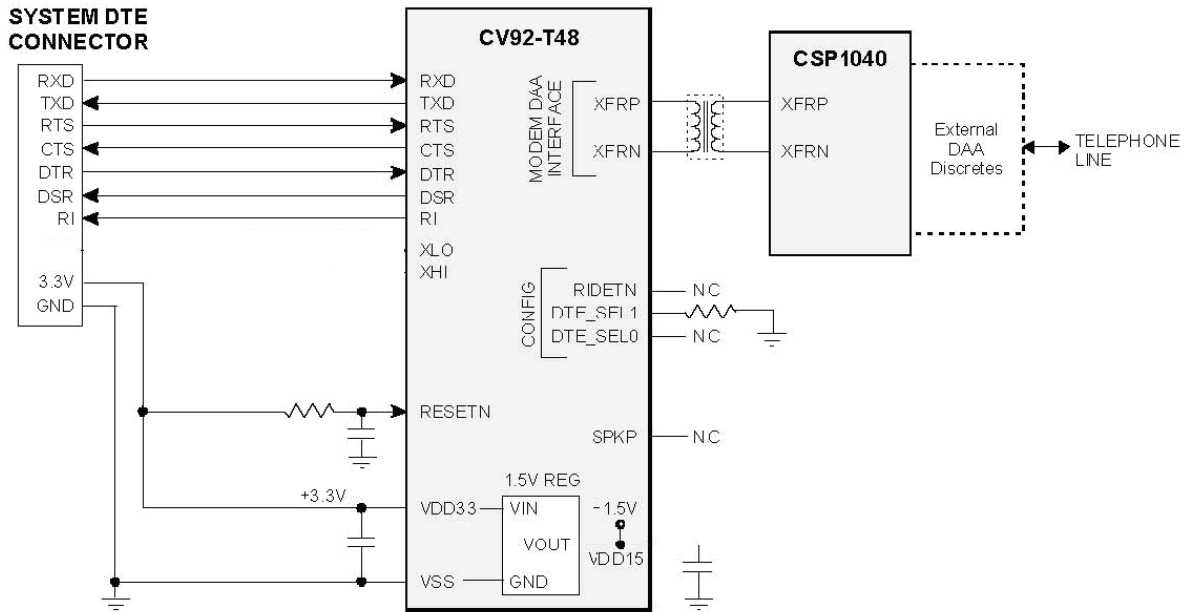 SYSTEM DTE
CONNECTOR
RXD
TXD
RTS
CTS
DTR
DSR
RI
3.3V
GND
CV92-T48
RXD
TXD
RTS
CTS
DTR
DSR
RI
XLO
XHI
MODEM DAA
INTERFACE
XFRP
XFRN
CONFIG
RIDETN
DTE_SEL1
DTE_SEL0
NC
NC
RESETN
SPKP
NC
1.5V REG
+3.3V
VDD33
VIN
VOUT
GND
VSS
-1.5V
VDD15
CSP1040
XFRP
XFRN
External
DAA
Discretes
TELEPHONE
LINE